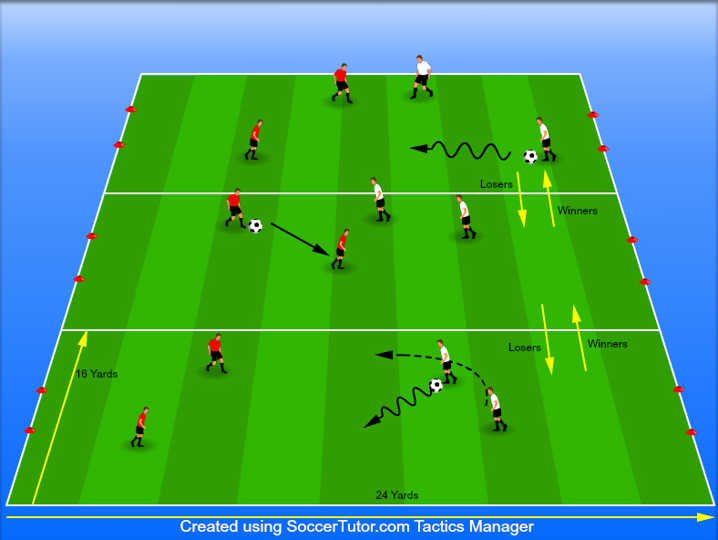 Losers
Winners
Losers
Winners
16 Yards
24 Yards
Created using SoccerTutor.com Tactics Manager